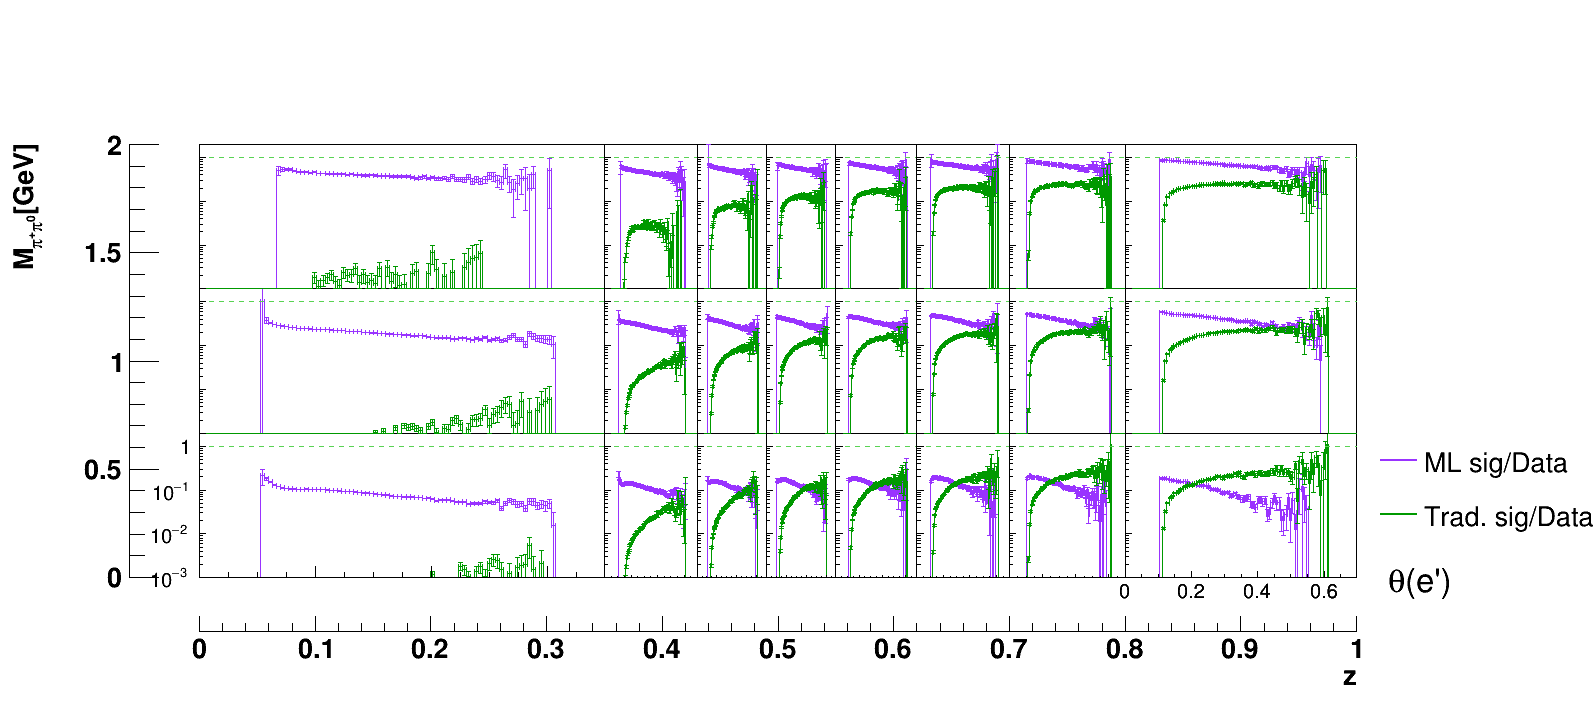 M π⁺π⁰ [GeV]
2
1.5
1
0.5
0
1
10⁻¹
10⁻²
10⁻³
ML sig/Data
Trad. sig/Data
θ(e')
0 0.2 0.4 0.6
0 0.1 0.2 0.3 0.4 0.5 0.6 0.7 0.8 0.9 1
z